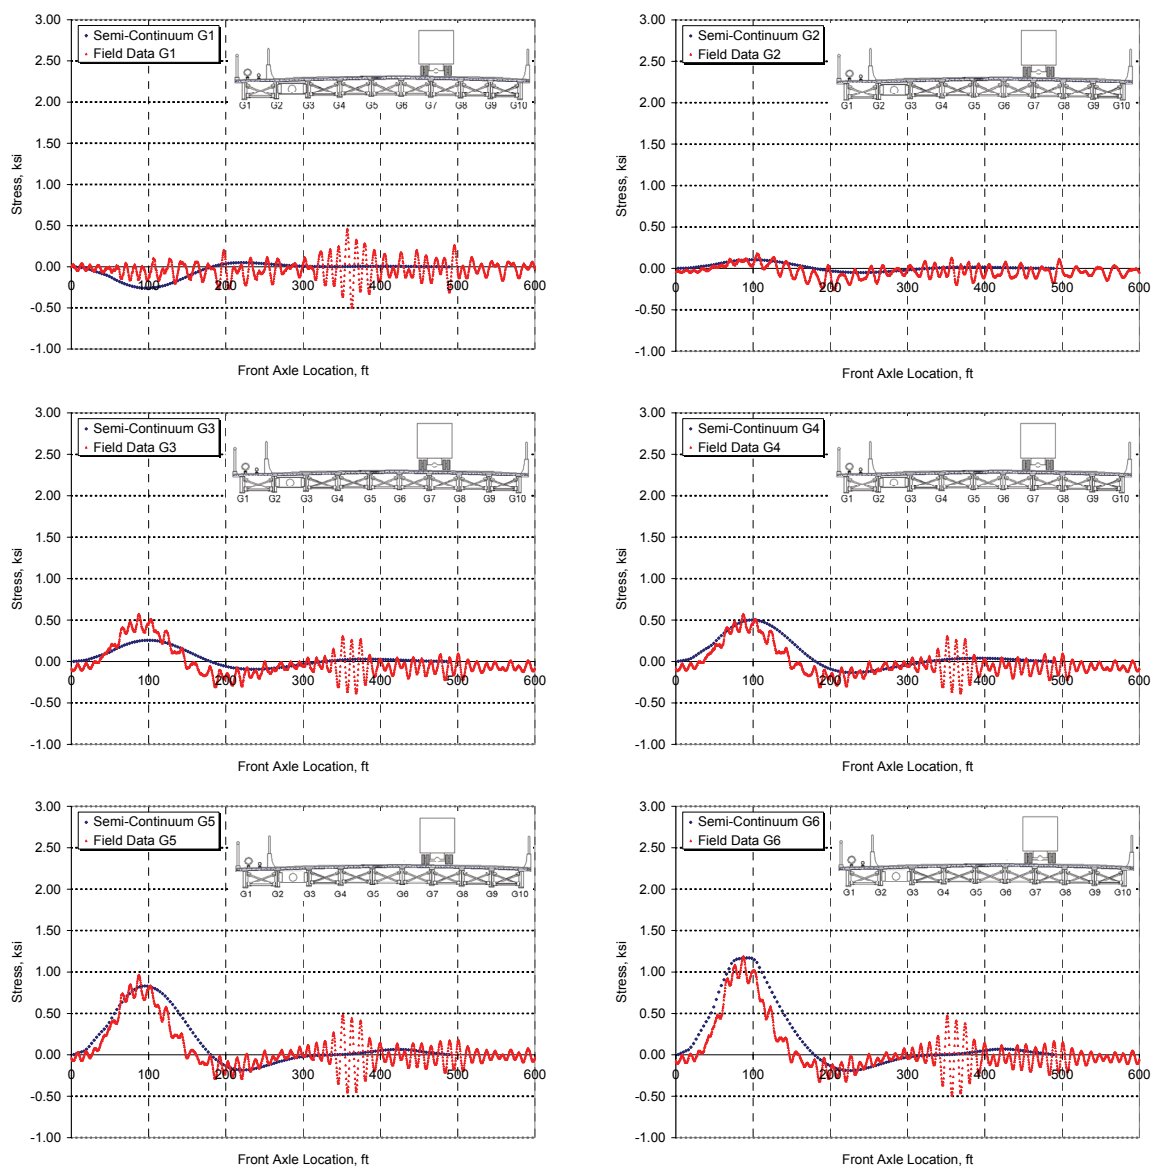 Semi-Continuum G1
Field Data G1
3.00
2.50
2.00
1.50
1.00
0.50
0.00
-0.50
-1.00
Stress, ksi
0 100 200 300 400 500 600
Front Axle Location, ft
G1 G2 G3 G4 G5 G6 G7 G8 G9 G10
Semi-Continuum G2
Field Data G2
3.00
2.50
2.00
1.50
1.00
0.50
0.00
-0.50
-1.00
Stress, ksi
0 100 200 300 400 500 600
Front Axle Location, ft
G1 G2 G3 G4 G5 G6 G7 G8 G9 G10
Semi-Continuum G3
Field Data G3
3.00
2.50
2.00
1.50
1.00
0.50
0.00
-0.50
-1.00
Stress, ksi
0 100 200 300 400 500 600
Front Axle Location, ft
G1 G2 G3 G4 G5 G6 G7 G8 G9 G10
Semi-Continuum G4
Field Data G4
3.00
2.50
2.00
1.50
1.00
0.50
0.00
-0.50
-1.00
Stress, ksi
0 100 200 300 400 500 600
Front Axle Location, ft
G1 G2 G3 G4 G5 G6 G7 G8 G9 G10
Semi-Continuum G5
Field Data G5
3.00
2.50
2.00
1.50
1.00
0.50
0.00
-0.50
-1.00
Stress, ksi
0 100 200 300 400 500 600
Front Axle Location, ft
G1 G2 G3 G4 G5 G6 G7 G8 G9 G10
Semi-Continuum G6
Field Data G6
3.00
2.50
2.00
1.50
1.00
0.50
0.00
-0.50
-1.00
Stress, ksi
0 100 200 300 400 500 600
Front Axle Location, ft
G1 G2 G3 G4 G5 G6 G7 G8 G9 G10